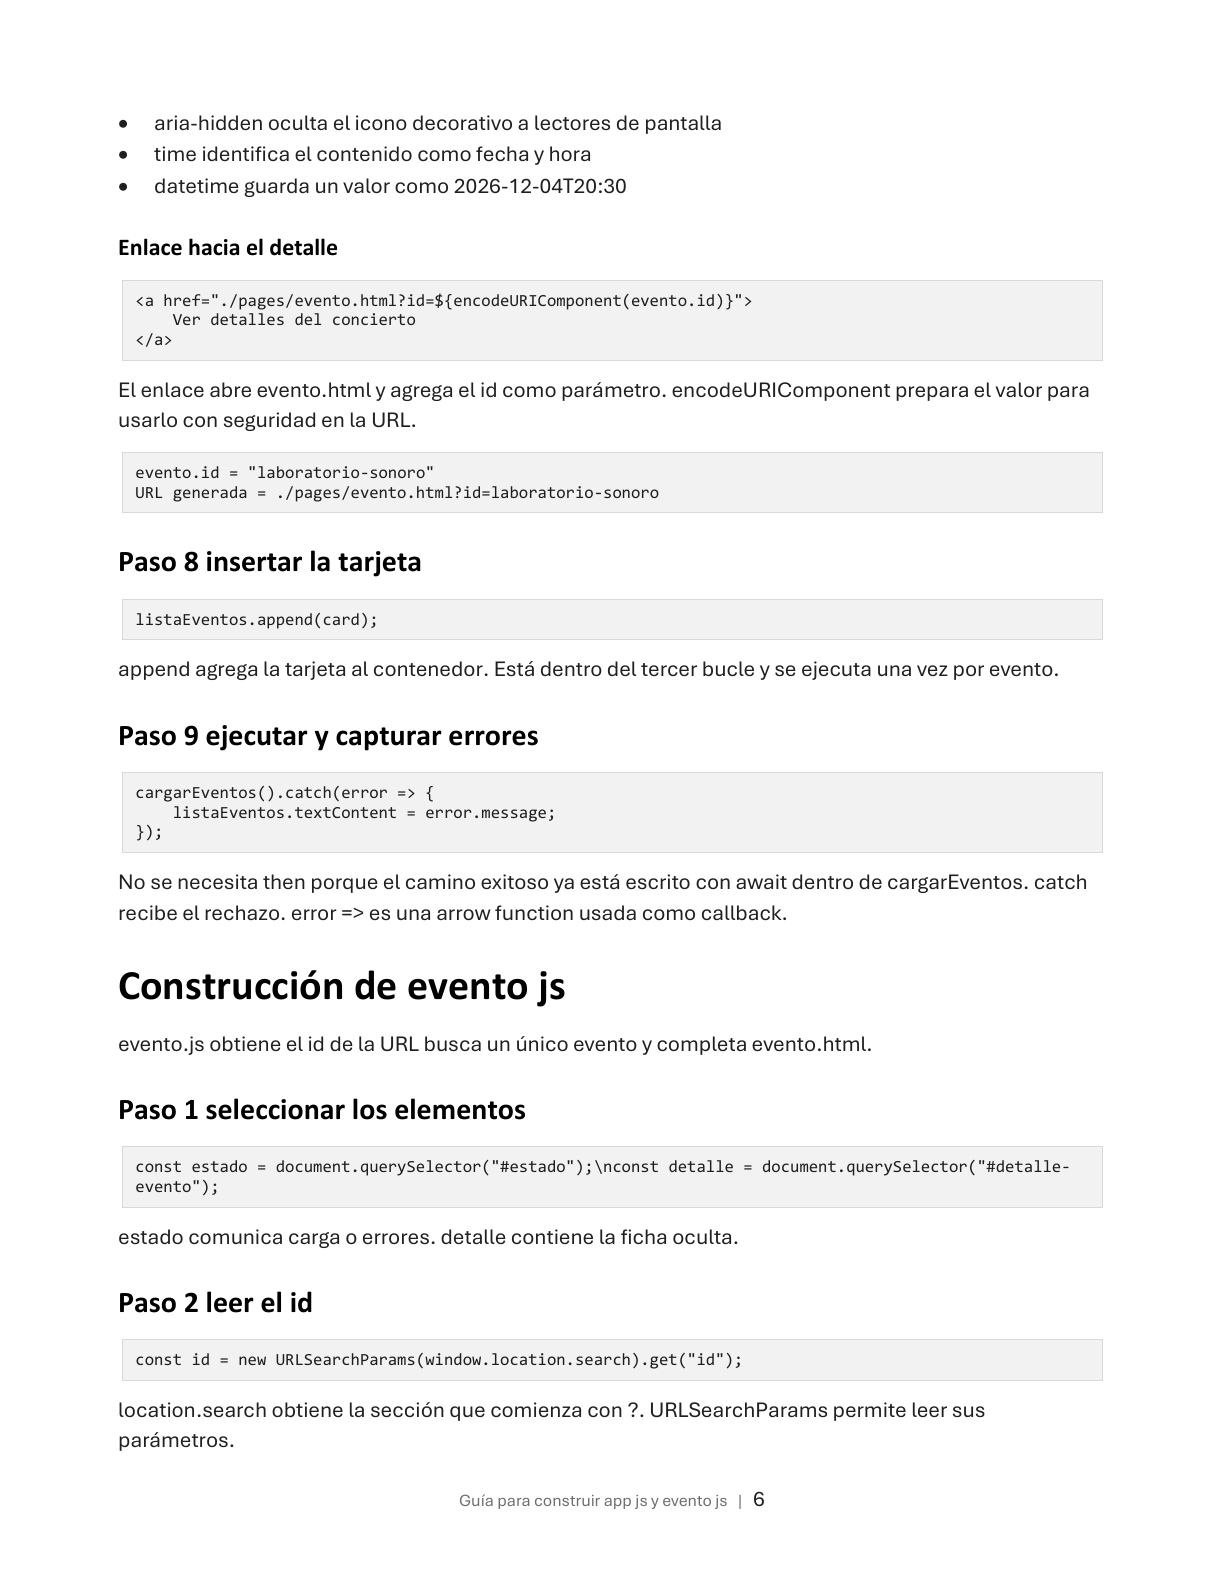 • aria-hidden oculta el icono decorativo a lectores de pantalla
• time identifica el contenido como fecha y hora
• datetime guarda un valor como 2026-12-04T20:30
Enlace hacia el detalle
<a href="./pages/evento.html?id=${encodeURIComponent(evento.id)}">
    Ver detalles del concierto
</a>
El enlace abre evento.html y agrega el id como parámetro. encodeURIComponent prepara el valor para
usarlo con seguridad en la URL.
evento.id = "laboratorio-sonoro"
URL generada = ./pages/evento.html?id=laboratorio-sonoro
Paso 8 insertar la tarjeta
listaEventos.append(card);
append agrega la tarjeta al contenedor. Está dentro del tercer bucle y se ejecuta una vez por evento.
Paso 9 ejecutar y capturar errores
cargarEventos().catch(error => {
    listaEventos.textContent = error.message;
});
No se necesita then porque el camino exitoso ya está escrito con await dentro de cargarEventos. catch
recibe el rechazo. error => es una arrow function usada como callback.
Construcción de evento js
evento.js obtiene el id de la URL busca un único evento y completa evento.html.
Paso 1 seleccionar los elementos
const estado = document.querySelector("#estado");\nconst detalle = document.querySelector("#detalle-
evento");
estado comunica carga o errores. detalle contiene la ficha oculta.
Paso 2 leer el id
const id = new URLSearchParams(window.location.search).get("id");
location.search obtiene la sección que comienza con ?. URLSearchParams permite leer sus
parámetros.
Guía para construir app js y evento js | 6